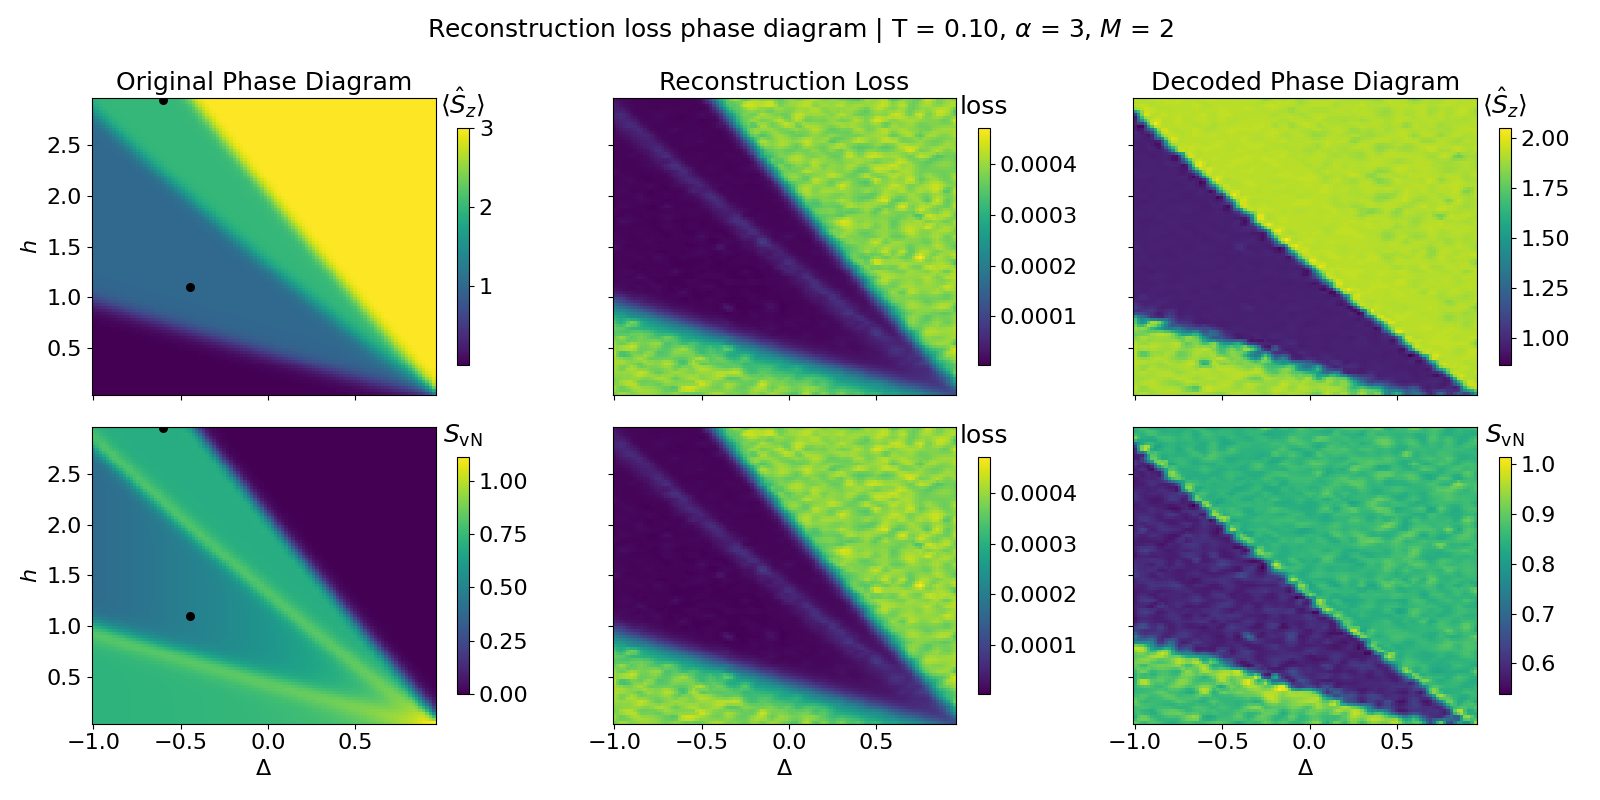 Reconstruction loss phase diagram | T = 0.10, α = 3, M = 2
Original Phase Diagram
Reconstruction Loss
Decoded Phase Diagram
⟨Ŝz⟩
loss
⟨Ŝz⟩
h
2.5
2.0
1.5
1.0
0.5
3
2
1
0.0004
0.0003
0.0002
0.0001
2.00
1.75
1.50
1.25
1.00
SvN
loss
SvN
h
2.5
2.0
1.5
1.0
0.5
1.00
0.75
0.50
0.25
0.00
0.0004
0.0003
0.0002
0.0001
1.0
0.9
0.8
0.7
0.6
−1.0 −0.5 0.0 0.5
−1.0 −0.5 0.0 0.5
−1.0 −0.5 0.0 0.5
Δ
Δ
Δ